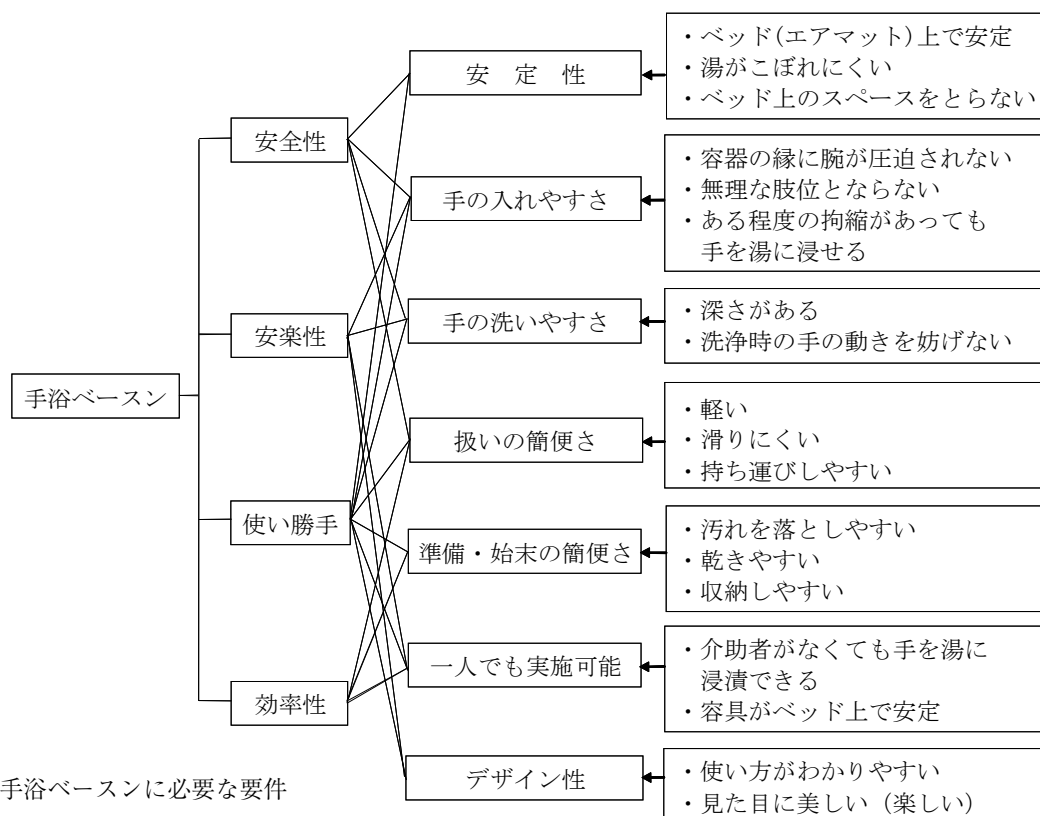 手浴ベースン
安全性
安楽性
使い勝手
効率性
安 定 性
・ベッド(エアマット)上で安定
・湯がこぼれにくい
・ベッド上のスペースをとらない
手の入れやすさ
・容器の縁に腕が圧迫されない
・無理な肢位とならない
・ある程度の拘縮があっても
手を湯に浸せる
手の洗いやすさ
・深さがある
・洗浄時の手の動きを妨げない
扱いの簡便さ
・軽い
・滑りにくい
・持ち運びしやすい
準備・始末の簡便さ
・汚れを落としやすい
・乾きやすい
・収納しやすい
一人でも実施可能
・介助者がなくても手を湯に
浸漬できる
・容具がベッド上で安定
デザイン性
・使い方がわかりやすい
・見た目に美しい（楽しい）
手浴ベースンに必要な要件